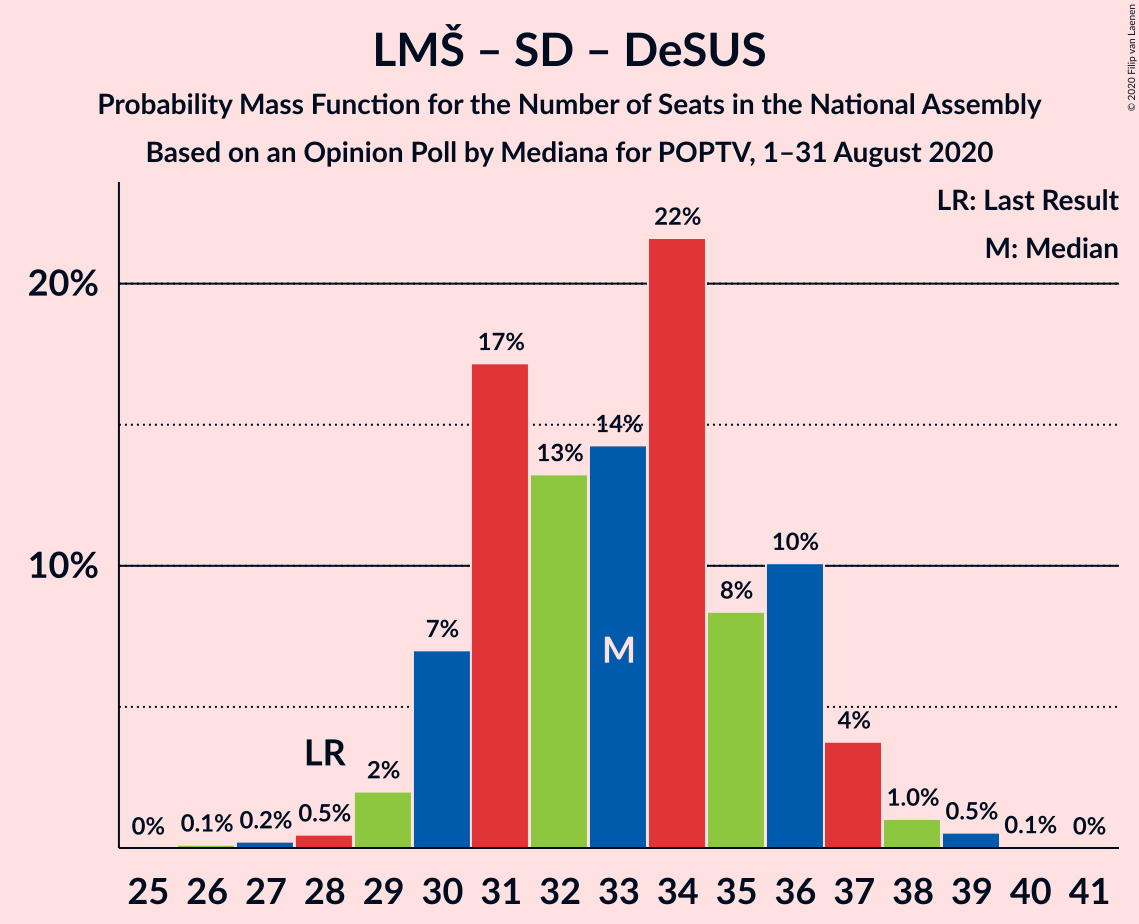 LMŠ – SD – DeSUS
Probability Mass Function for the Number of Seats in the National Assembly
Based on an Opinion Poll by Mediana for POPTV, 1–31 August 2020
© 2020 Filip van Laenen
LR: Last Result
M: Median
20%
10%
0%
0.1%
0.2%
0.5%
LR
2%
7%
17%
13%
14%
M
22%
8%
10%
4%
1.0%
0.5%
0.1%
0%
25 26 27 28 29 30 31 32 33 34 35 36 37 38 39 40 41